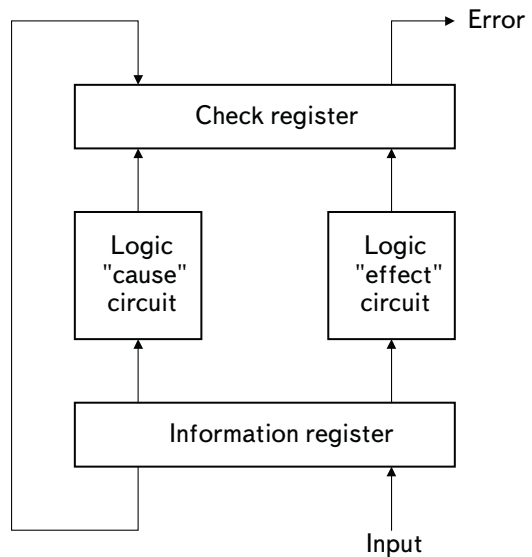 Error
Check register
Logic
"cause"
circuit
Logic
"effect"
circuit
Information register
Input